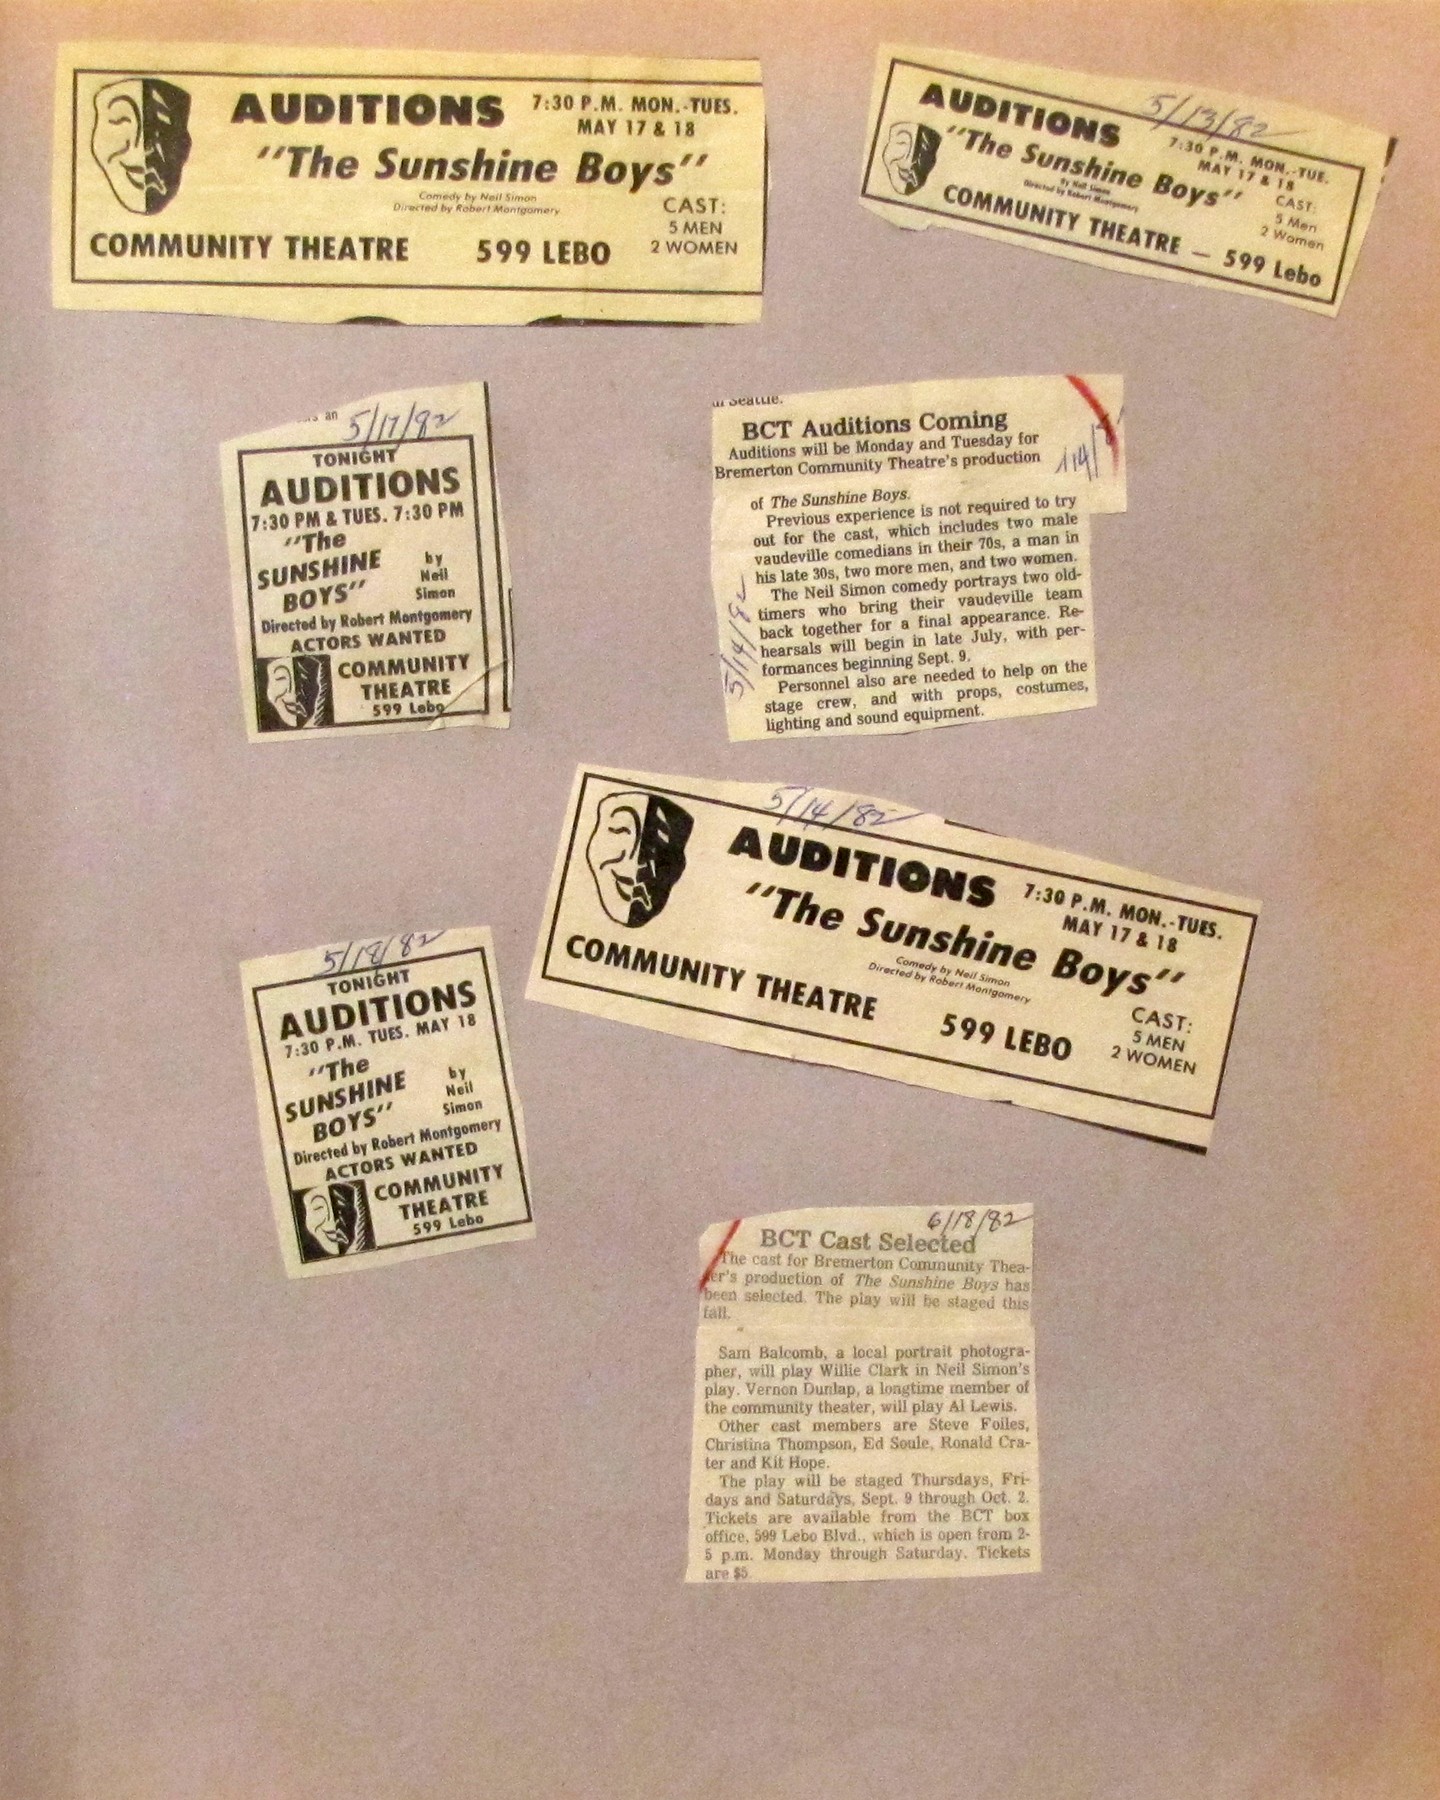 AUDITIONS 7:30 P.M. MON.-TUES.
MAY 17 & 18
"The Sunshine Boys"
Comedy by Neil Simon
Directed by Robert Montgomery
CAST:
5 MEN
2 WOMEN
COMMUNITY THEATRE 599 LEBO
5/13/82
AUDITIONS 7:30 P.M. MON.-TUE.
MAY 17 & 18
"The Sunshine Boys"
By Neil Simon
Directed by Robert Montgomery
CAST:
5 Men
2 Women
COMMUNITY THEATRE — 599 Lebo
an
5/17/82
TONIGHT
AUDITIONS
7:30 PM & TUES. 7:30 PM
"The
SUNSHINE
BOYS"
by
Neil
Simon
Directed by Robert Montgomery
ACTORS WANTED
COMMUNITY
THEATRE
599 Lebo
Seattle.
BCT Auditions Coming
Auditions will be Monday and Tuesday for
Bremerton Community Theatre's production
of The Sunshine Boys.
Previous experience is not required to try
out for the cast, which includes two male
vaudeville comedians in their 70s, a man in
his late 30s, two more men, and two women.
The Neil Simon comedy portrays two old-
timers who bring their vaudeville team
back together for a final appearance. Re-
hearsals will begin in late July, with per-
formances beginning Sept. 9.
Personnel also are needed to help on the
stage crew, and with props, costumes,
lighting and sound equipment.
5/14/82
5/14/82
AUDITIONS 7:30 P.M. MON.-TUES.
MAY 17 & 18
"The Sunshine Boys"
Comedy by Neil Simon
Directed by Robert Montgomery
CAST:
5 MEN
2 WOMEN
COMMUNITY THEATRE 599 LEBO
5/18/82
TONIGHT
AUDITIONS
7:30 P.M. TUES. MAY 18
"The
SUNSHINE
BOYS"
by
Neil
Simon
Directed by Robert Montgomery
ACTORS WANTED
COMMUNITY
THEATRE
599 Lebo
6/18/82
BCT Cast Selected
The cast for Bremerton Community Thea-
er's production of The Sunshine Boys has
been selected. The play will be staged this
fall.
Sam Balcomb, a local portrait photogra-
pher, will play Willie Clark in Neil Simon's
play. Vernon Dunlap, a longtime member of
the community theater, will play Al Lewis.
Other cast members are Steve Foiles,
Christina Thompson, Ed Soule, Ronald Cra-
ter and Kit Hope.
The play will be staged Thursdays, Fri-
days and Saturdays, Sept. 9 through Oct. 2.
Tickets are available from the BCT box
office, 599 Lebo Blvd., which is open from 2-
5 p.m. Monday through Saturday. Tickets
are $5